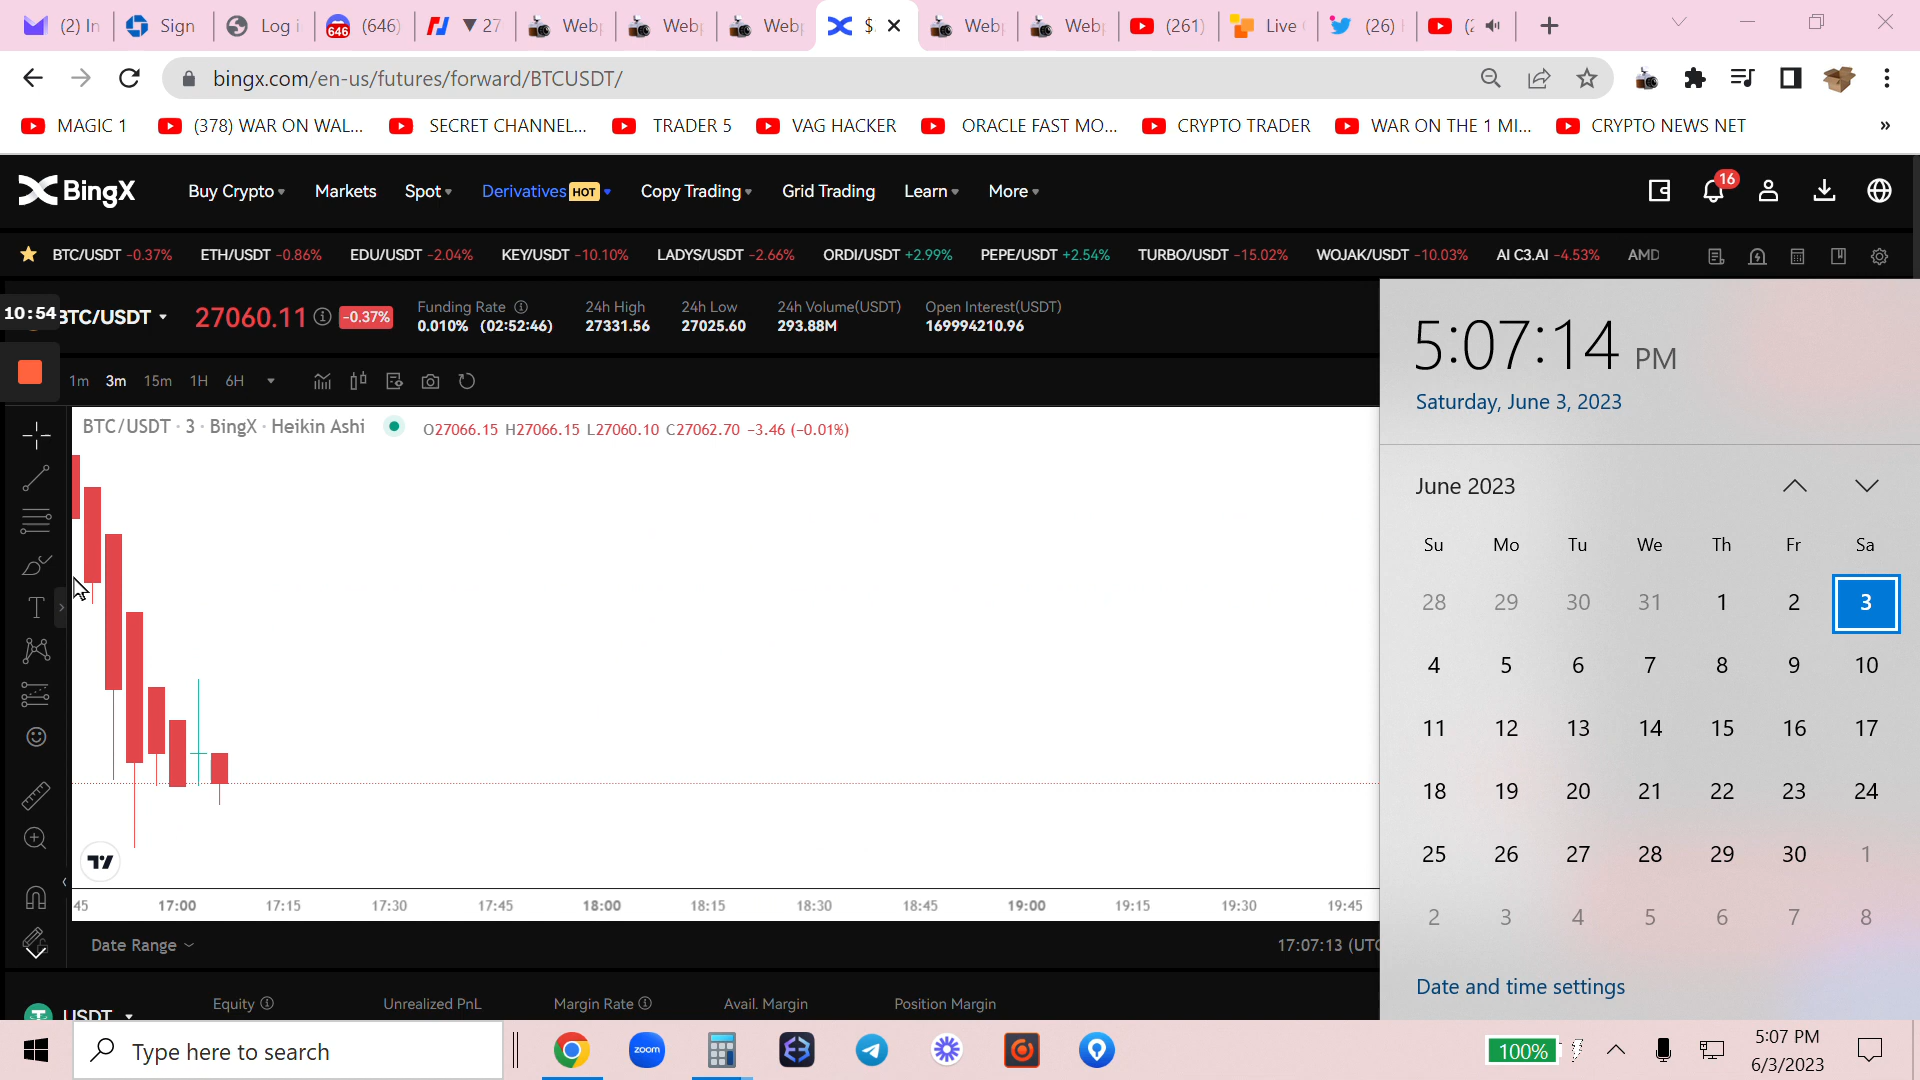 (2) In
Sign
Log i
646
(646)
▼ 27
Web
Web
Web
$
Web
Web
(261)
Live
(26)
bingx.com/en-us/futures/forward/BTCUSDT/
MAGIC 1
(378) WAR ON WAL...
SECRET CHANNEL...
TRADER 5
VAG HACKER
ORACLE FAST MO...
CRYPTO TRADER
WAR ON THE 1 MI...
CRYPTO NEWS NET
»
BingX
Buy Crypto
Markets
Spot
Derivatives HOT
Copy Trading
Grid Trading
Learn
More
16
BTC/USDT -0.37%
ETH/USDT -0.86%
EDU/USDT -2.04%
KEY/USDT -10.10%
LADYS/USDT -2.66%
ORDI/USDT +2.99%
PEPE/USDT +2.54%
TURBO/USDT -15.02%
WOJAK/USDT -10.03%
AI C3.AI -4.53%
AMD
10:54
BTC/USDT
27060.11
-0.37%
Funding Rate
0.010% (02:52:46)
24h High
27331.56
24h Low
27025.60
24h Volume(USDT)
293.88M
Open Interest(USDT)
169994210.96
1m 3m 15m 1H 6H
BTC/USDT · 3 · BingX · Heikin Ashi
O27066.15 H27066.15 L27060.10 C27062.70 -3.46 (-0.01%)
45 17:00 17:15 17:30 17:45 18:00 18:15 18:30 18:45 19:00 19:15 19:30 19:45
Date Range
17:07:13 (UTC
USDT
Equity
Unrealized PnL
Margin Rate
Avail. Margin
Position Margin
5:07:14 PM
Saturday, June 3, 2023
June 2023
Su Mo Tu We Th Fr Sa
28 29 30 31 1 2 3
4 5 6 7 8 9 10
11 12 13 14 15 16 17
18 19 20 21 22 23 24
25 26 27 28 29 30 1
2 3 4 5 6 7 8
Date and time settings
Type here to search
zoom
100%
5:07 PM
6/3/2023